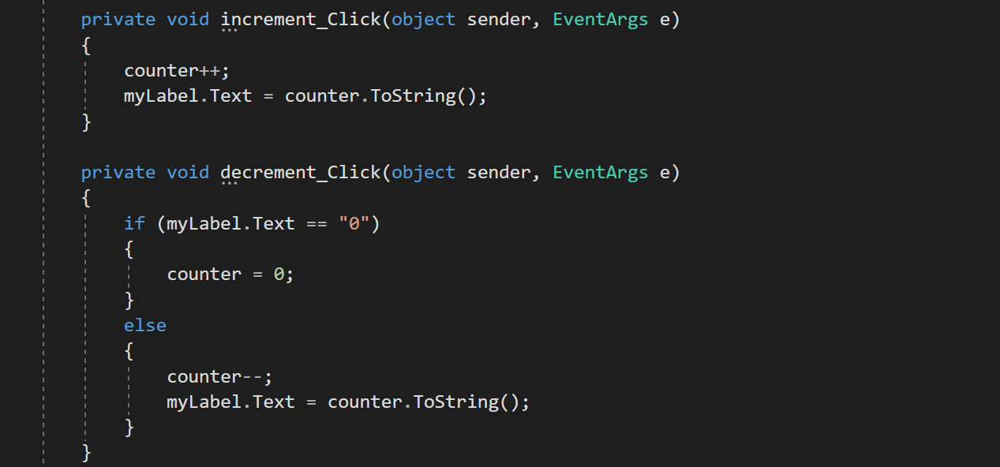 private void increment_Click(object sender, EventArgs e)
{
    counter++;
    myLabel.Text = counter.ToString();
}

private void decrement_Click(object sender, EventArgs e)
{
    if (myLabel.Text == "0")
    {
        counter = 0;
    }
    else
    {
        counter--;
        myLabel.Text = counter.ToString();
    }
}